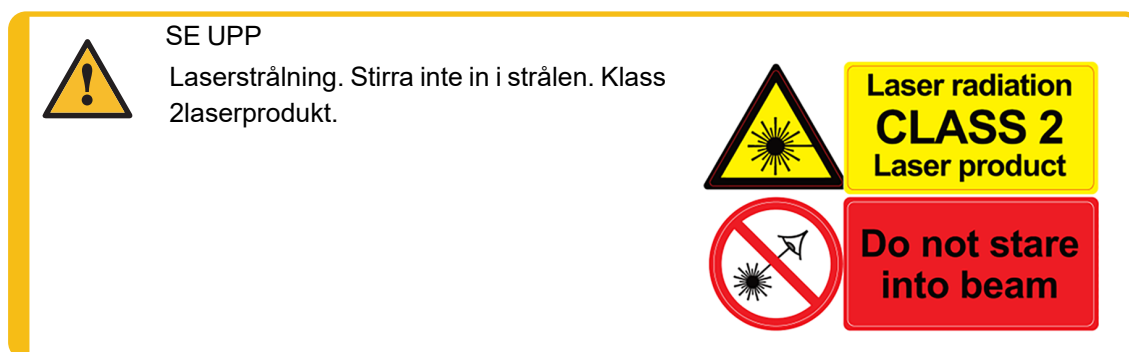 SE UPP
Laserstrålning. Stirra inte in i strålen. Klass
2laserprodukt.
Laser radiation
CLASS 2
Laser product
Do not stare
into beam